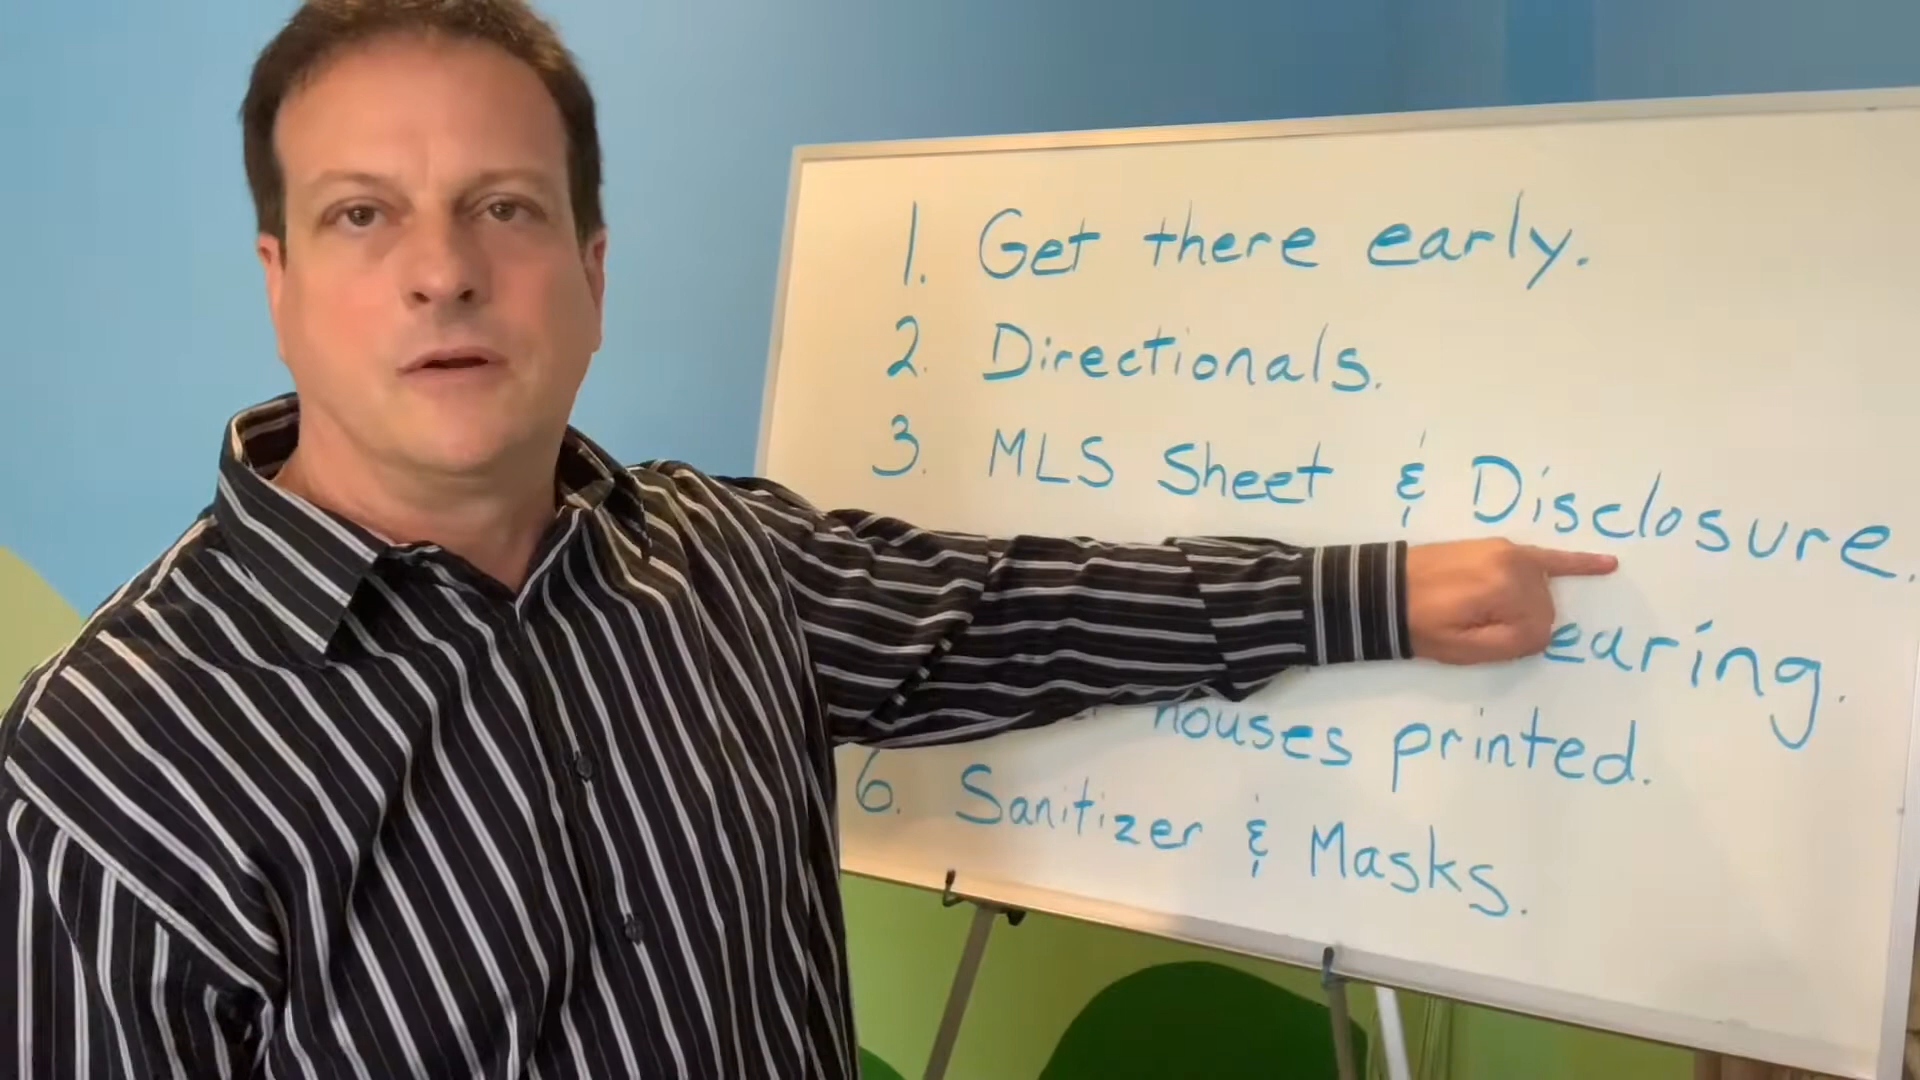 1. Get there early.
2. Directionals.
3. MLS Sheet & Disclosure.
earing.
houses printed.
6. Sanitizer & Masks.